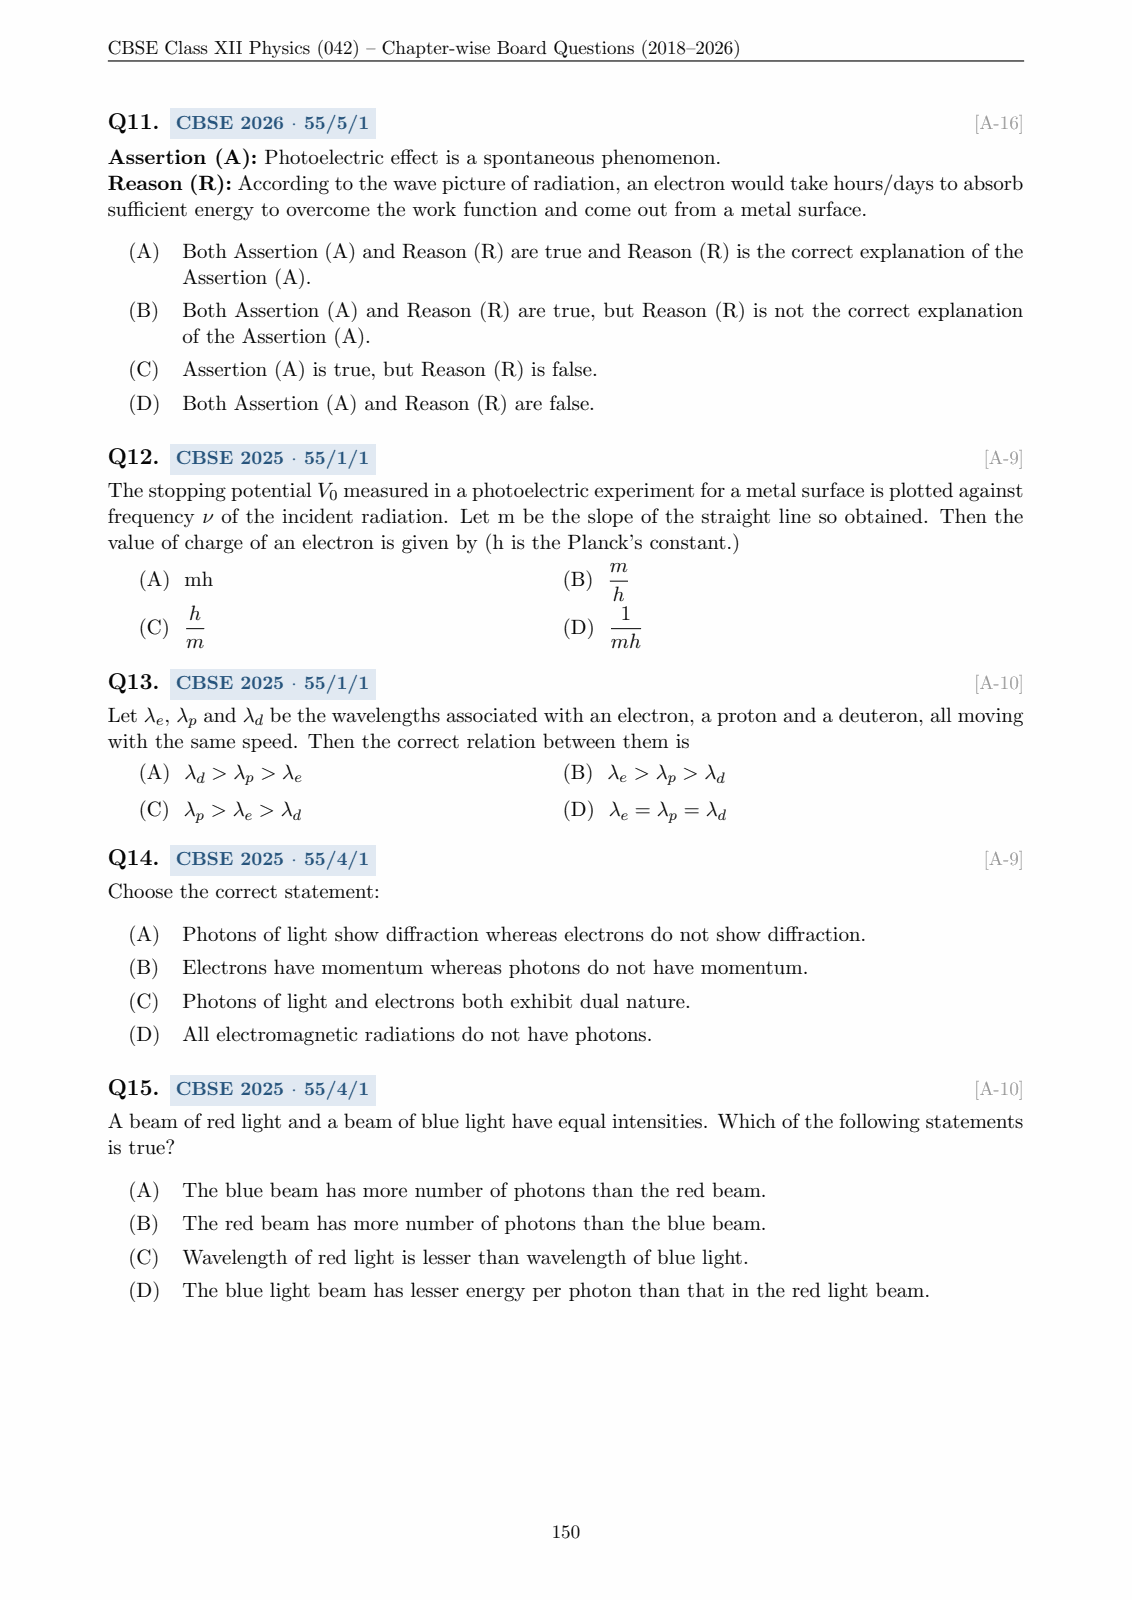 CBSE Class XII Physics (042) – Chapter-wise Board Questions (2018–2026)
Q11. CBSE 2026 · 55/5/1 [A-16]
Assertion (A): Photoelectric effect is a spontaneous phenomenon.
Reason (R): According to the wave picture of radiation, an electron would take hours/days to absorb
sufficient energy to overcome the work function and come out from a metal surface.
(A) Both Assertion (A) and Reason (R) are true and Reason (R) is the correct explanation of the
Assertion (A).
(B) Both Assertion (A) and Reason (R) are true, but Reason (R) is not the correct explanation
of the Assertion (A).
(C) Assertion (A) is true, but Reason (R) is false.
(D) Both Assertion (A) and Reason (R) are false.
Q12. CBSE 2025 · 55/1/1 [A-9]
The stopping potential V₀ measured in a photoelectric experiment for a metal surface is plotted against
frequency ν of the incident radiation. Let m be the slope of the straight line so obtained. Then the
value of charge of an electron is given by (h is the Planck's constant.)
(A) mh (B) m/h
(C) h/m (D) 1/mh
Q13. CBSE 2025 · 55/1/1 [A-10]
Let λₑ, λₚ and λ_d be the wavelengths associated with an electron, a proton and a deuteron, all moving
with the same speed. Then the correct relation between them is
(A) λ_d > λₚ > λₑ (B) λₑ > λₚ > λ_d
(C) λₚ > λₑ > λ_d (D) λₑ = λₚ = λ_d
Q14. CBSE 2025 · 55/4/1 [A-9]
Choose the correct statement:
(A) Photons of light show diffraction whereas electrons do not show diffraction.
(B) Electrons have momentum whereas photons do not have momentum.
(C) Photons of light and electrons both exhibit dual nature.
(D) All electromagnetic radiations do not have photons.
Q15. CBSE 2025 · 55/4/1 [A-10]
A beam of red light and a beam of blue light have equal intensities. Which of the following statements
is true?
(A) The blue beam has more number of photons than the red beam.
(B) The red beam has more number of photons than the blue beam.
(C) Wavelength of red light is lesser than wavelength of blue light.
(D) The blue light beam has lesser energy per photon than that in the red light beam.
150